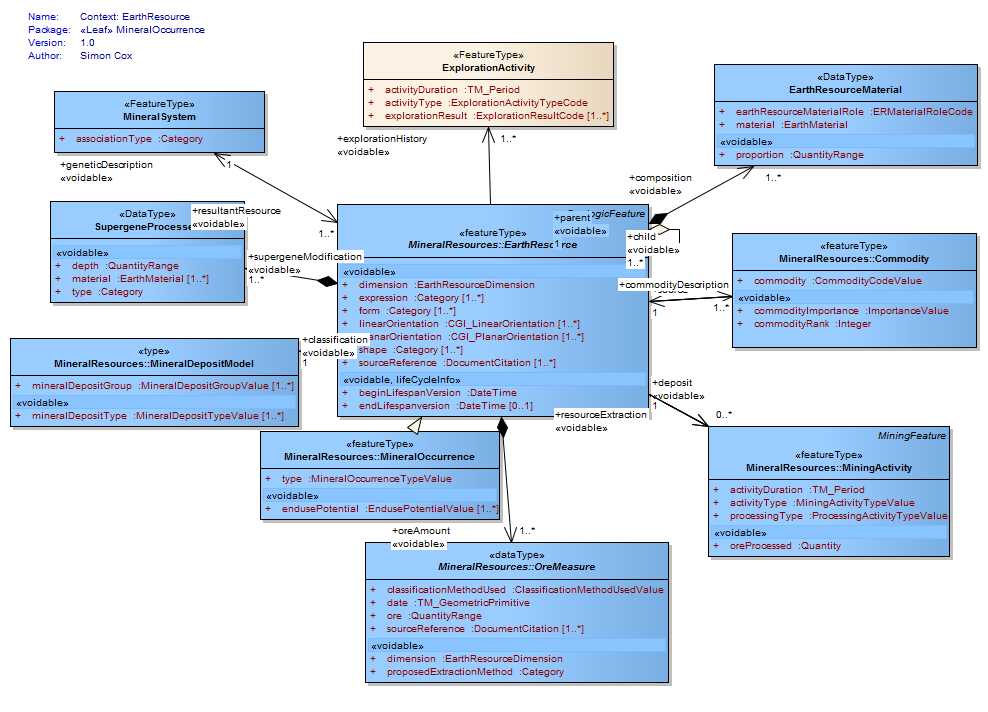 Name: Context: EarthResource
Package: «Leaf» MineralOccurrence
Version: 1.0
Author: Simon Cox
«FeatureType»
ExplorationActivity
+ activityDuration :TM_Period
+ activityType :ExplorationActivityTypeCode
+ explorationResult :ExplorationResultCode [1..*]
«DataType»
EarthResourceMaterial
+ earthResourceMaterialRole :ERMaterialRoleCode
+ material :EarthMaterial
«voidable»
+ proportion :QuantityRange
«FeatureType»
MineralSystem
+ associationType :Category
+geneticDescription
«voidable»
1
+explorationHistory
«voidable»
1..*
+composition
«voidable»
1..*
«DataType»
+ depth :QuantityRange
+ material :EarthMaterial [1..*]
+ type :Category
«voidable»
+resultantResource
«voidable»
1..*
+supergeneModification
«voidable»
1..*
«featureType»
+parent
«voidable»
1
+child
«voidable»
1..*
«voidable»
+ dimension :EarthResourceDimension
+ expression :Category [1..*]
+ form :Category [1..*]
+ linearOrientation :CGI_LinearOrientation [1..*]
:CGI_PlanarOrientation [1..*]
shape :Category [1..*]
+ sourceReference :DocumentCitation [1..*]
«voidable, lifeCycleInfo»
+ beginLifespanVersion :DateTime
+ endLifespanversion :DateTime [0..1]
+commodityDescription
1..*
1
«featureType»
MineralResources::Commodity
+ commodity :CommodityCodeValue
«voidable»
+ commodityImportance :ImportanceValue
+ commodityRank :Integer
«type»
MineralResources::MineralDepositModel
+ mineralDepositGroup :MineralDepositGroupValue [1..*]
«voidable»
+ mineralDepositType :MineralDepositTypeValue [1..*]
+classification
«voidable»
1
+deposit
«voidable»
1
0..*
+resourceExtraction
«voidable»
MiningFeature
«featureType»
MineralResources::MiningActivity
+ activityDuration :TM_Period
+ activityType :MiningActivityTypeValue
+ processingType :ProcessingActivityTypeValue
«voidable»
+ oreProcessed :Quantity
«featureType»
MineralResources::MineralOccurrence
+ type :MineralOccurrenceTypeValue
«voidable»
+ endusePotential :EndusePotentialValue [1..*]
+oreAmount
«voidable»
1..*
«dataType»
MineralResources::OreMeasure
+ classificationMethodUsed :ClassificationMethodUsedValue
+ date :TM_GeometricPrimitive
+ ore :QuantityRange
+ sourceReference :DocumentCitation [1..*]
«voidable»
+ dimension :EarthResourceDimension
+ proposedExtractionMethod :Category